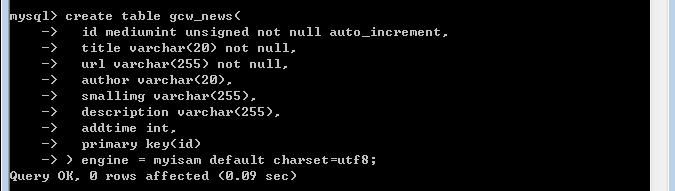 mysql> create table gcw_news(
    ->   id mediumint unsigned not null auto_increment,
    ->   title varchar(20) not null,
    ->   url varchar(255) not null,
    ->   author varchar(20),
    ->   smallimg varchar(255),
    ->   description varchar(255),
    ->   addtime int,
    ->   primary key(id)
    -> ) engine = myisam default charset=utf8;
Query OK, 0 rows affected (0.09 sec)